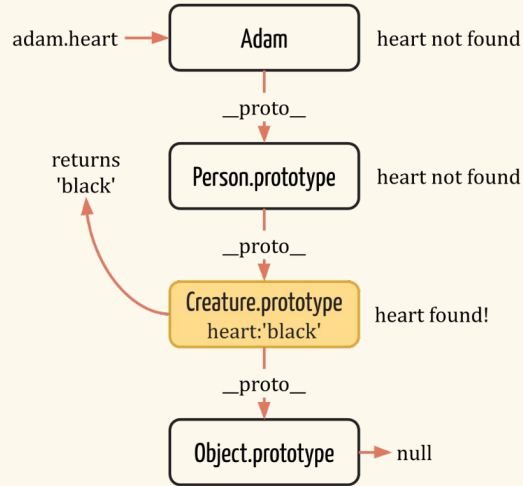 adam.heart
Adam
heart not found
__proto__
returns
'black'
Person.prototype
heart not found
__proto__
Creature.prototype
heart:'black'
heart found!
__proto__
Object.prototype
null